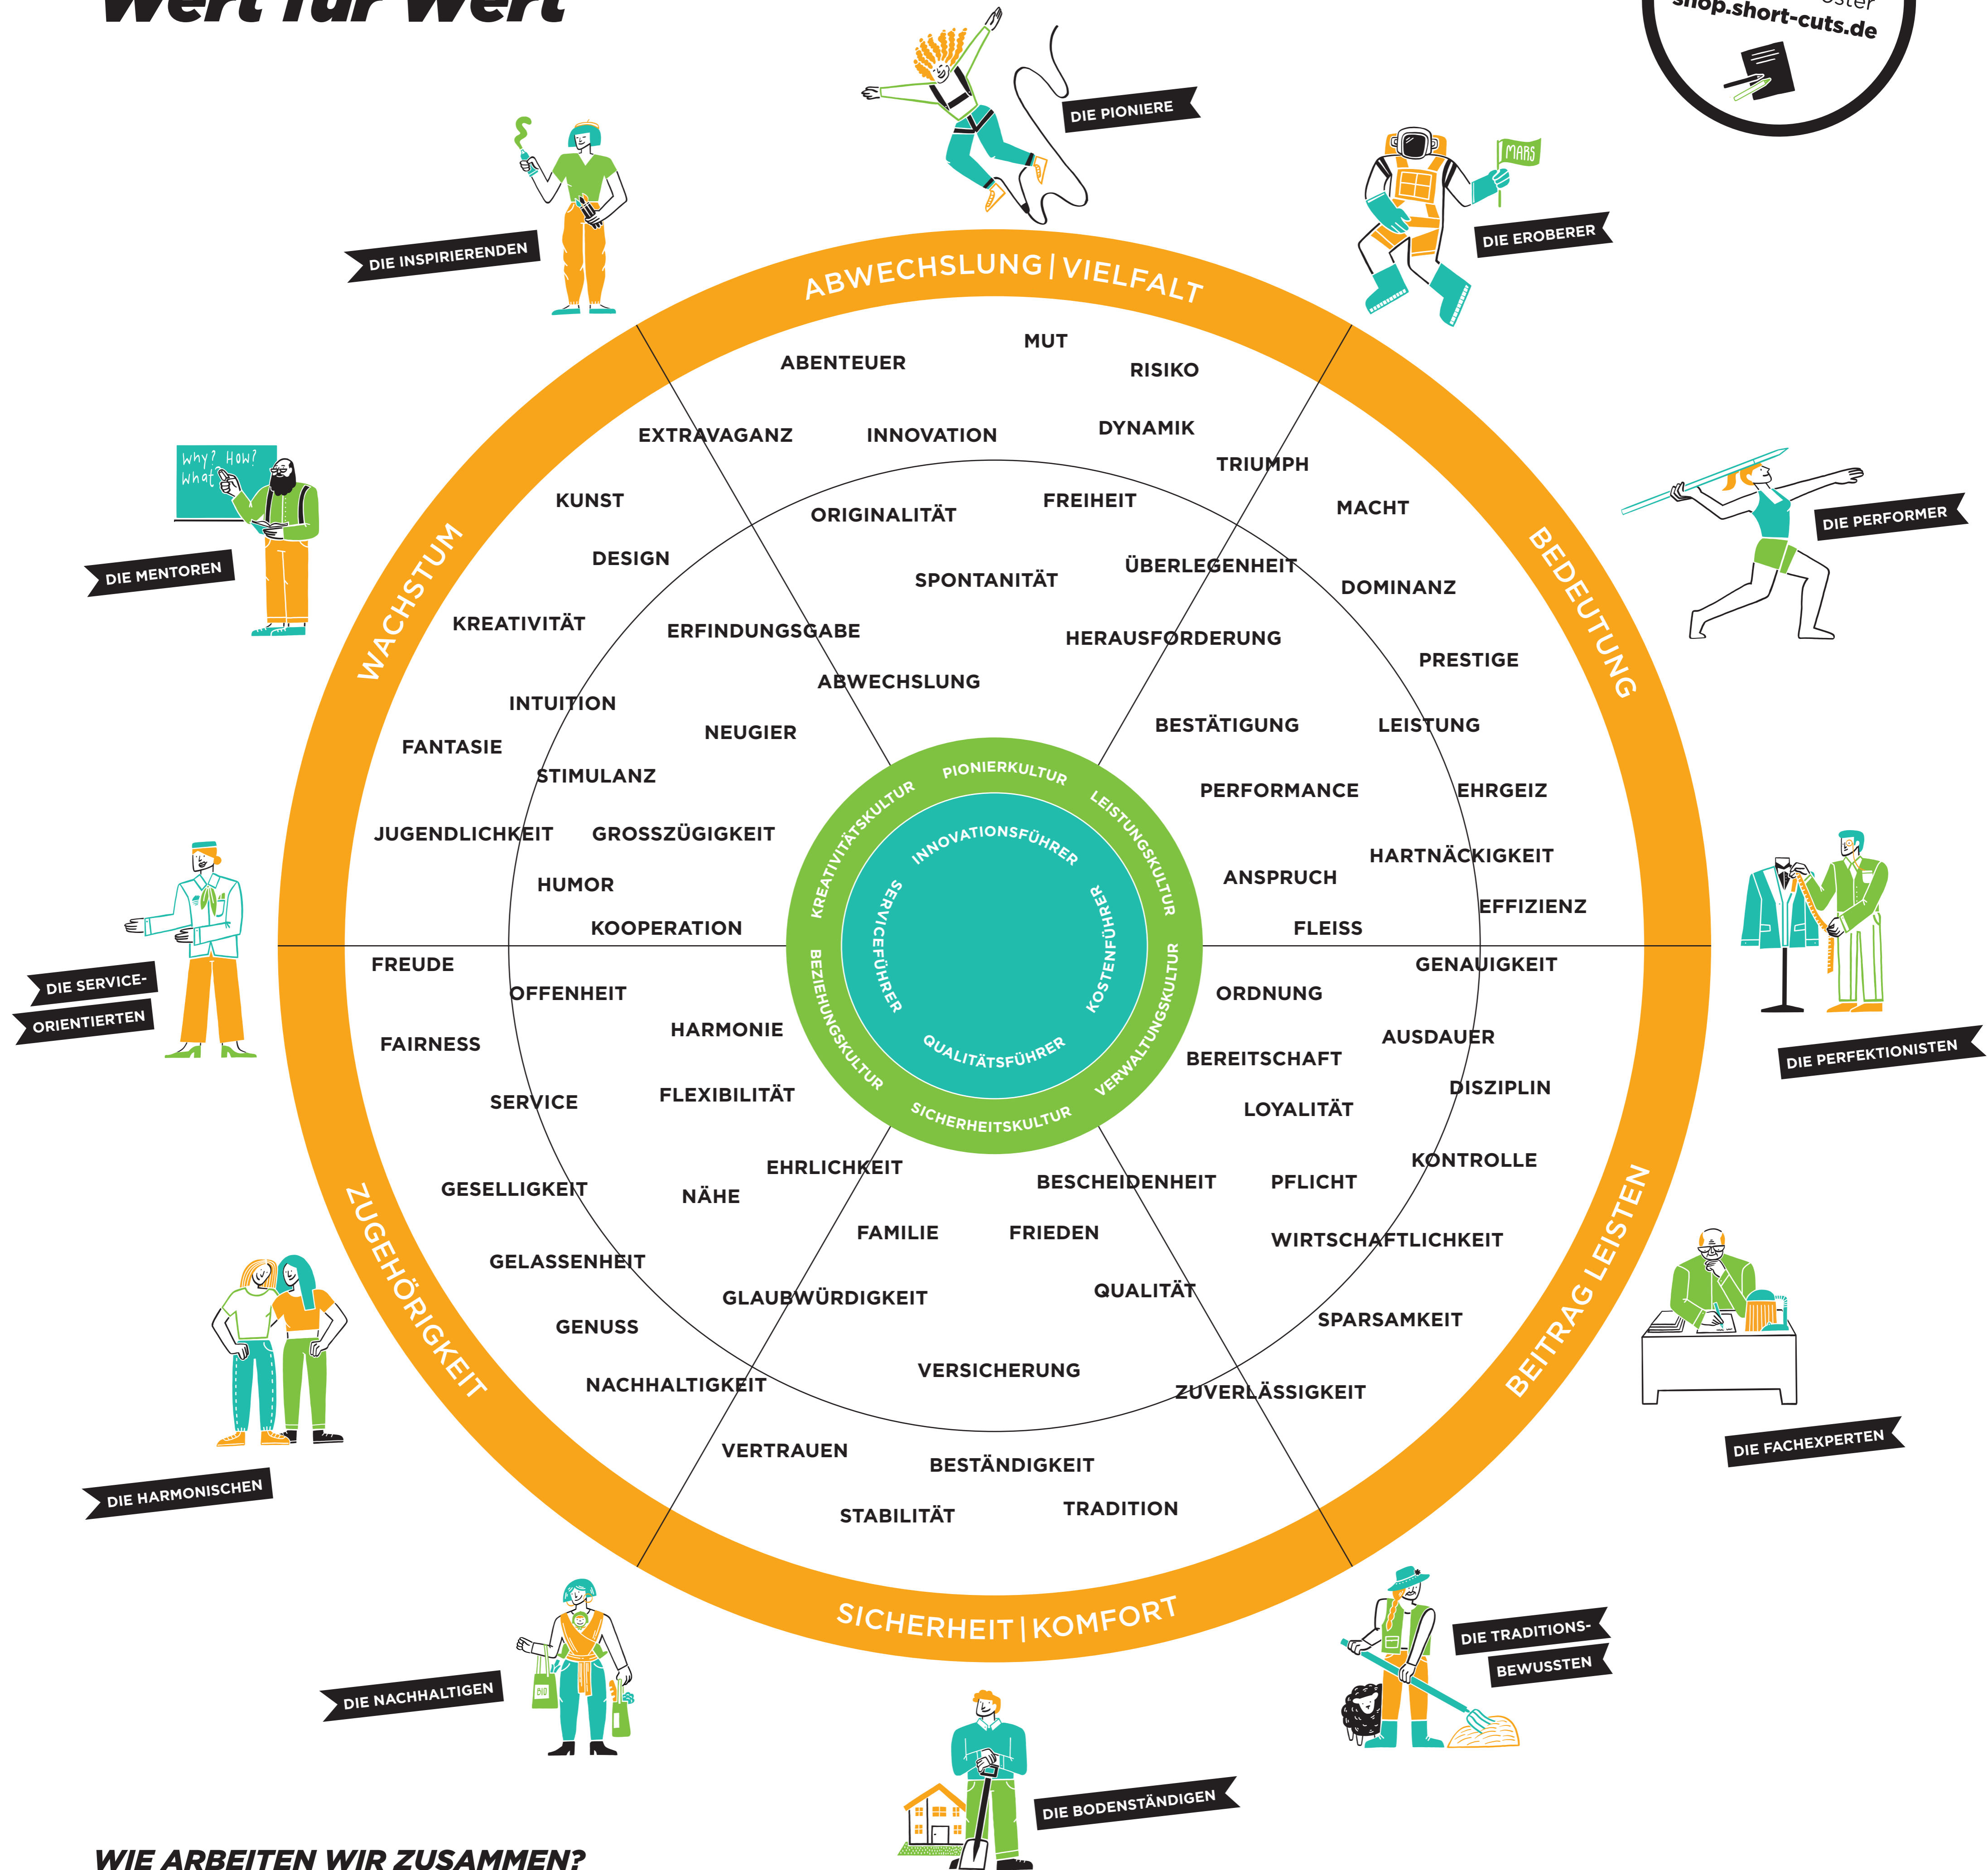 Wert für Wert
shop.short-cuts.de
DIE PIONIERE
MARS
DIE EROBERER
DIE INSPIRIERENDEN
ABWECHSLUNG | VIELFALT
MUT
ABENTEUER
RISIKO
DYNAMIK
EXTRAVAGANZ
INNOVATION
TRIUMPH
why? How?
what
KUNST
ORIGINALITÄT
FREIHEIT
MACHT
DIE PERFORMER
DIE MENTOREN
WACHSTUM
DESIGN
ÜBERLEGENHEIT
SPONTANITÄT
DOMINANZ
BEDEUTUNG
KREATIVITÄT
ERFINDUNGSGABE
HERAUSFORDERUNG
PRESTIGE
ABWECHSLUNG
INTUITION
NEUGIER
BESTÄTIGUNG
LEISTUNG
FANTASIE
STIMULANZ
PIONIERKULTUR
PERFORMANCE
EHRGEIZ
KREATIVITÄTSKULTUR
LEISTUNGSKULTUR
JUGENDLICHKEIT
GROSSZÜGIGKEIT
INNOVATIONSFÜHRER
HARTNÄCKIGKEIT
HUMOR
ANSPRUCH
SERVICEFÜHRER
KOSTENFÜHRER
EFFIZIENZ
KOOPERATION
FLEISS
FREUDE
GENAUIGKEIT
DIE SERVICE-
ORIENTIERTEN
OFFENHEIT
ORDNUNG
BEZIEHUNGSKULTUR
VERWALTUNGSKULTUR
HARMONIE
AUSDAUER
FAIRNESS
QUALITÄTSFÜHRER
BEREITSCHAFT
DIE PERFEKTIONISTEN
DISZIPLIN
SERVICE
FLEXIBILITÄT
SICHERHEITSKULTUR
LOYALITÄT
KONTROLLE
EHRLICHKEIT
BESCHEIDENHEIT
PFLICHT
GESELLIGKEIT
NÄHE
FAMILIE
FRIEDEN
WIRTSCHAFTLICHKEIT
ZUGEHÖRIGKEIT
BEITRAG LEISTEN
GELASSENHEIT
QUALITÄT
GLAUBWÜRDIGKEIT
SPARSAMKEIT
GENUSS
VERSICHERUNG
NACHHALTIGKEIT
ZUVERLÄSSIGKEIT
DIE FACHEXPERTEN
VERTRAUEN
BESTÄNDIGKEIT
DIE HARMONISCHEN
TRADITION
STABILITÄT
SICHERHEIT | KOMFORT
DIE TRADITIONS-
BEWUSSTEN
BIO
DIE NACHHALTIGEN
DIE BODENSTÄNDIGEN
WIE ARBEITEN WIR ZUSAMMEN?